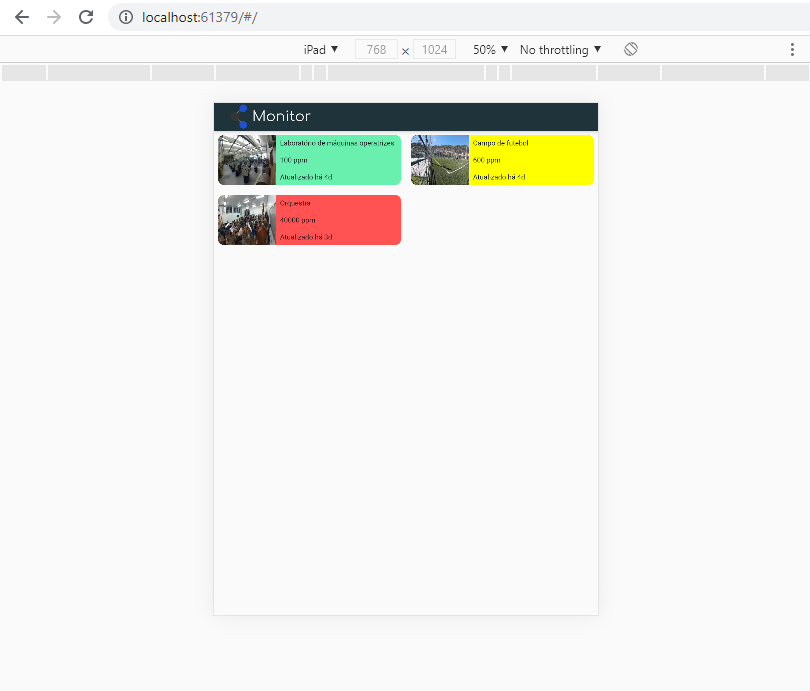 localhost:61379/#/
iPad ▼ 768 × 1024 50% ▼ No throttling ▼
Monitor
Laboratório de máquinas operatrizes
100 ppm
Atualizado há 4d
Campo de futebol
600 ppm
Atualizado há 4d
Orquestra
40000 ppm
Atualizado há 3d